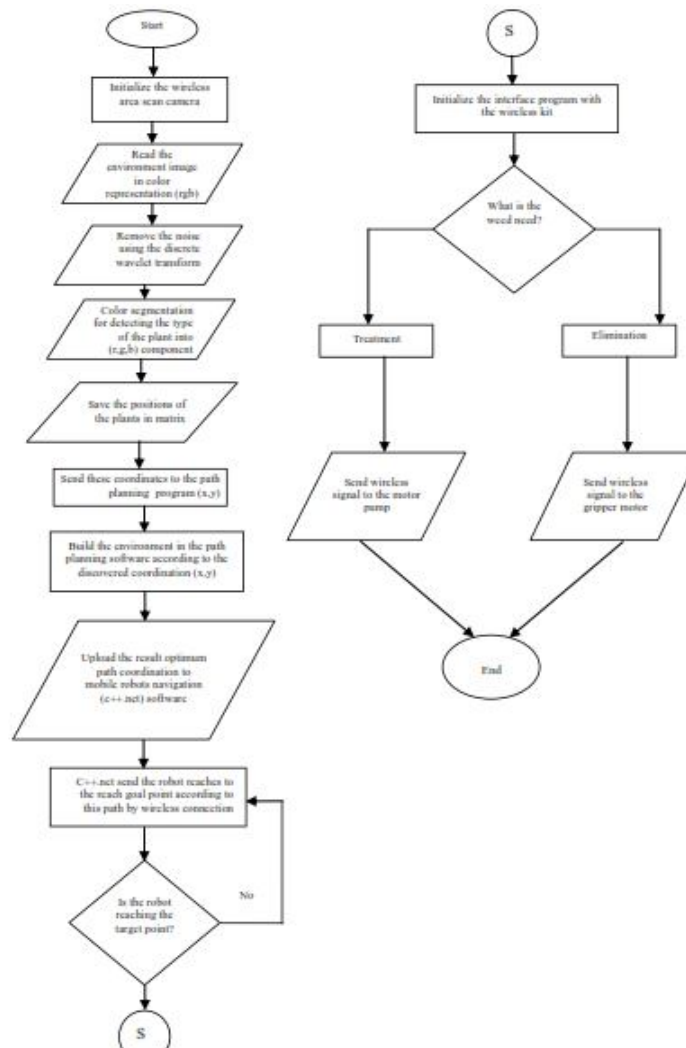 Start
Initialize the wireless
area scan camera
Read the
environment image
in color
representation (rgb)
Remove the noise
using the discrete
wavelet transform
Color segmentation
for detecting the type
of the plant into
(r,g,b) component
Save the positions of
the plants in matrix
Send these coordinates to the path
planning program (x,y)
Build the environment in the path
planning software according to the
discovered coordination (x,y)
Upload the result optimum
path coordination to
mobile robots navigation
(c++.net) software
C++.net send the robot reaches to
the reach goal point according to
this path by wireless connection
No
Is the robot
reaching the
target point?
S
S
Initialize the interface program with
the wireless kit
What is the
weed need?
Treatment
Elimination
Send wireless
signal to the motor
pump
Send wireless
signal to the
gripper motor
End